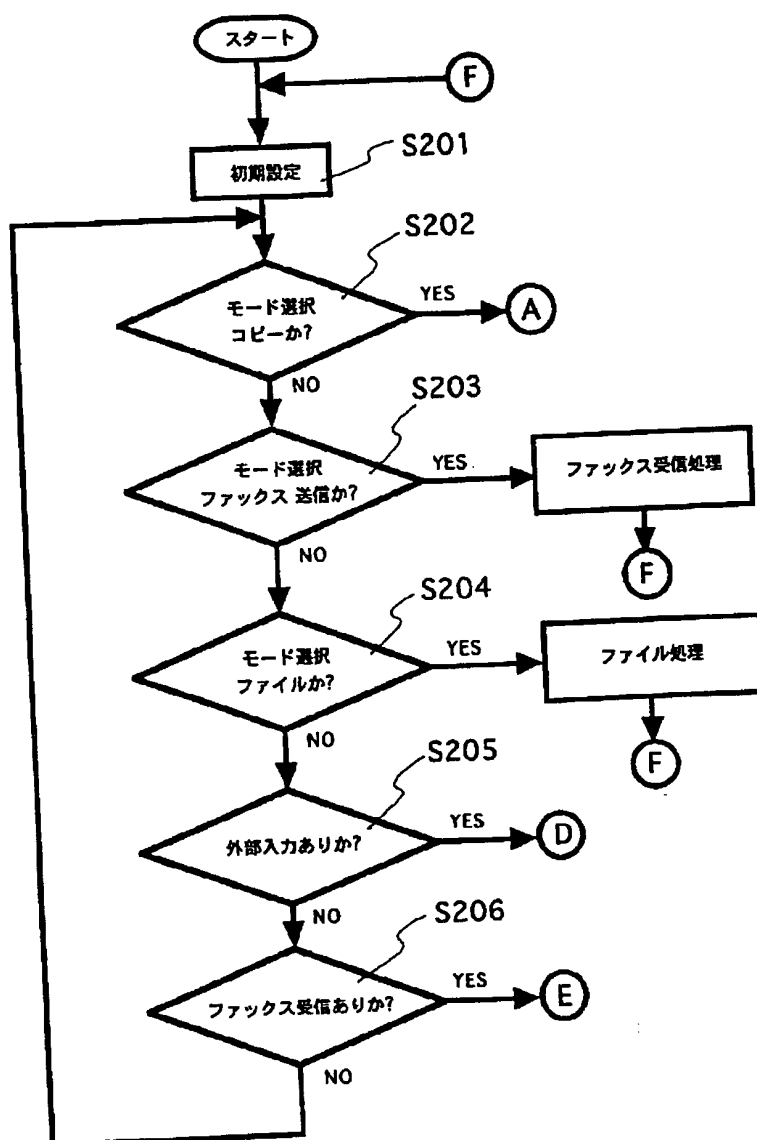 スタート
F
S201
初期設定
S202
モード選択
コピーか?
YES
A
NO
S203
モード選択
ファックス 送信か?
YES
ファックス受信処理
F
NO
S204
モード選択
ファイルか?
YES
ファイル処理
F
NO
S205
外部入力ありか?
YES
D
NO
S206
ファックス受信ありか?
YES
E
NO